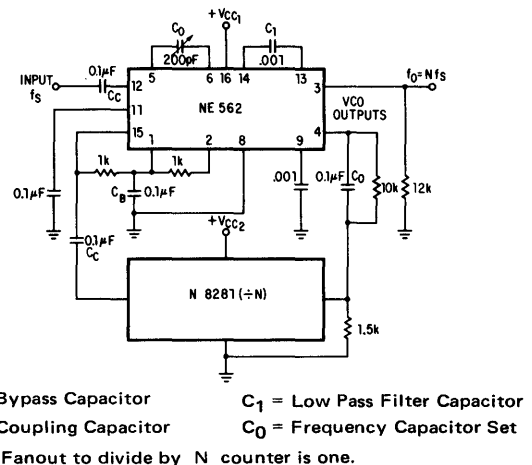 +VCC1
C0 C1
200pF .001
5 6 16 14 13
INPUT
fS
0.1µF
CC
12
11
15
NE 562
3
4
f0=NfS
VCO
OUTPUTS
1 2 8 9
1k 1k
0.1µF
CB 0.1µF
.001
0.1µF C0
10k 12k
0.1µF
CC
+VCC2
N 8281 (÷N)
1.5k
Bypass Capacitor C1 = Low Pass Filter Capacitor
Coupling Capacitor C0 = Frequency Capacitor Set
Fanout to divide by N counter is one.